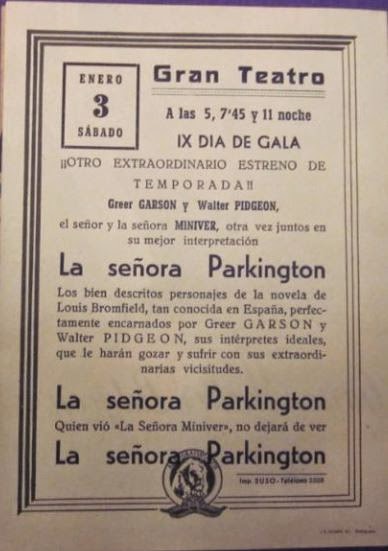 ENERO
3
SÁBADO
Gran Teatro
A las 5, 7'45 y 11 noche
IX DIA DE GALA
¡¡OTRO EXTRAORDINARIO ESTRENO DE
TEMPORADA!!
Greer GARSON y Walter PIDGEON,
el señor y la señora MINIVER, otra vez juntos en
su mejor interpretación
La señora Parkington
Los bien descritos personajes de la novela de
Louis Bromfield, tan conocida en España, perfec-
tamente encarnados por Greer GARSON y
Walter PIDGEON, sus intérpretes ideales,
que le harán gozar y sufrir con sus extraordi-
narias vicisitudes.
La señora Parkington
Quien vió «La Señora Miniver», no dejará de ver
La señora Parkington
Imp. SUSO-Teléfono